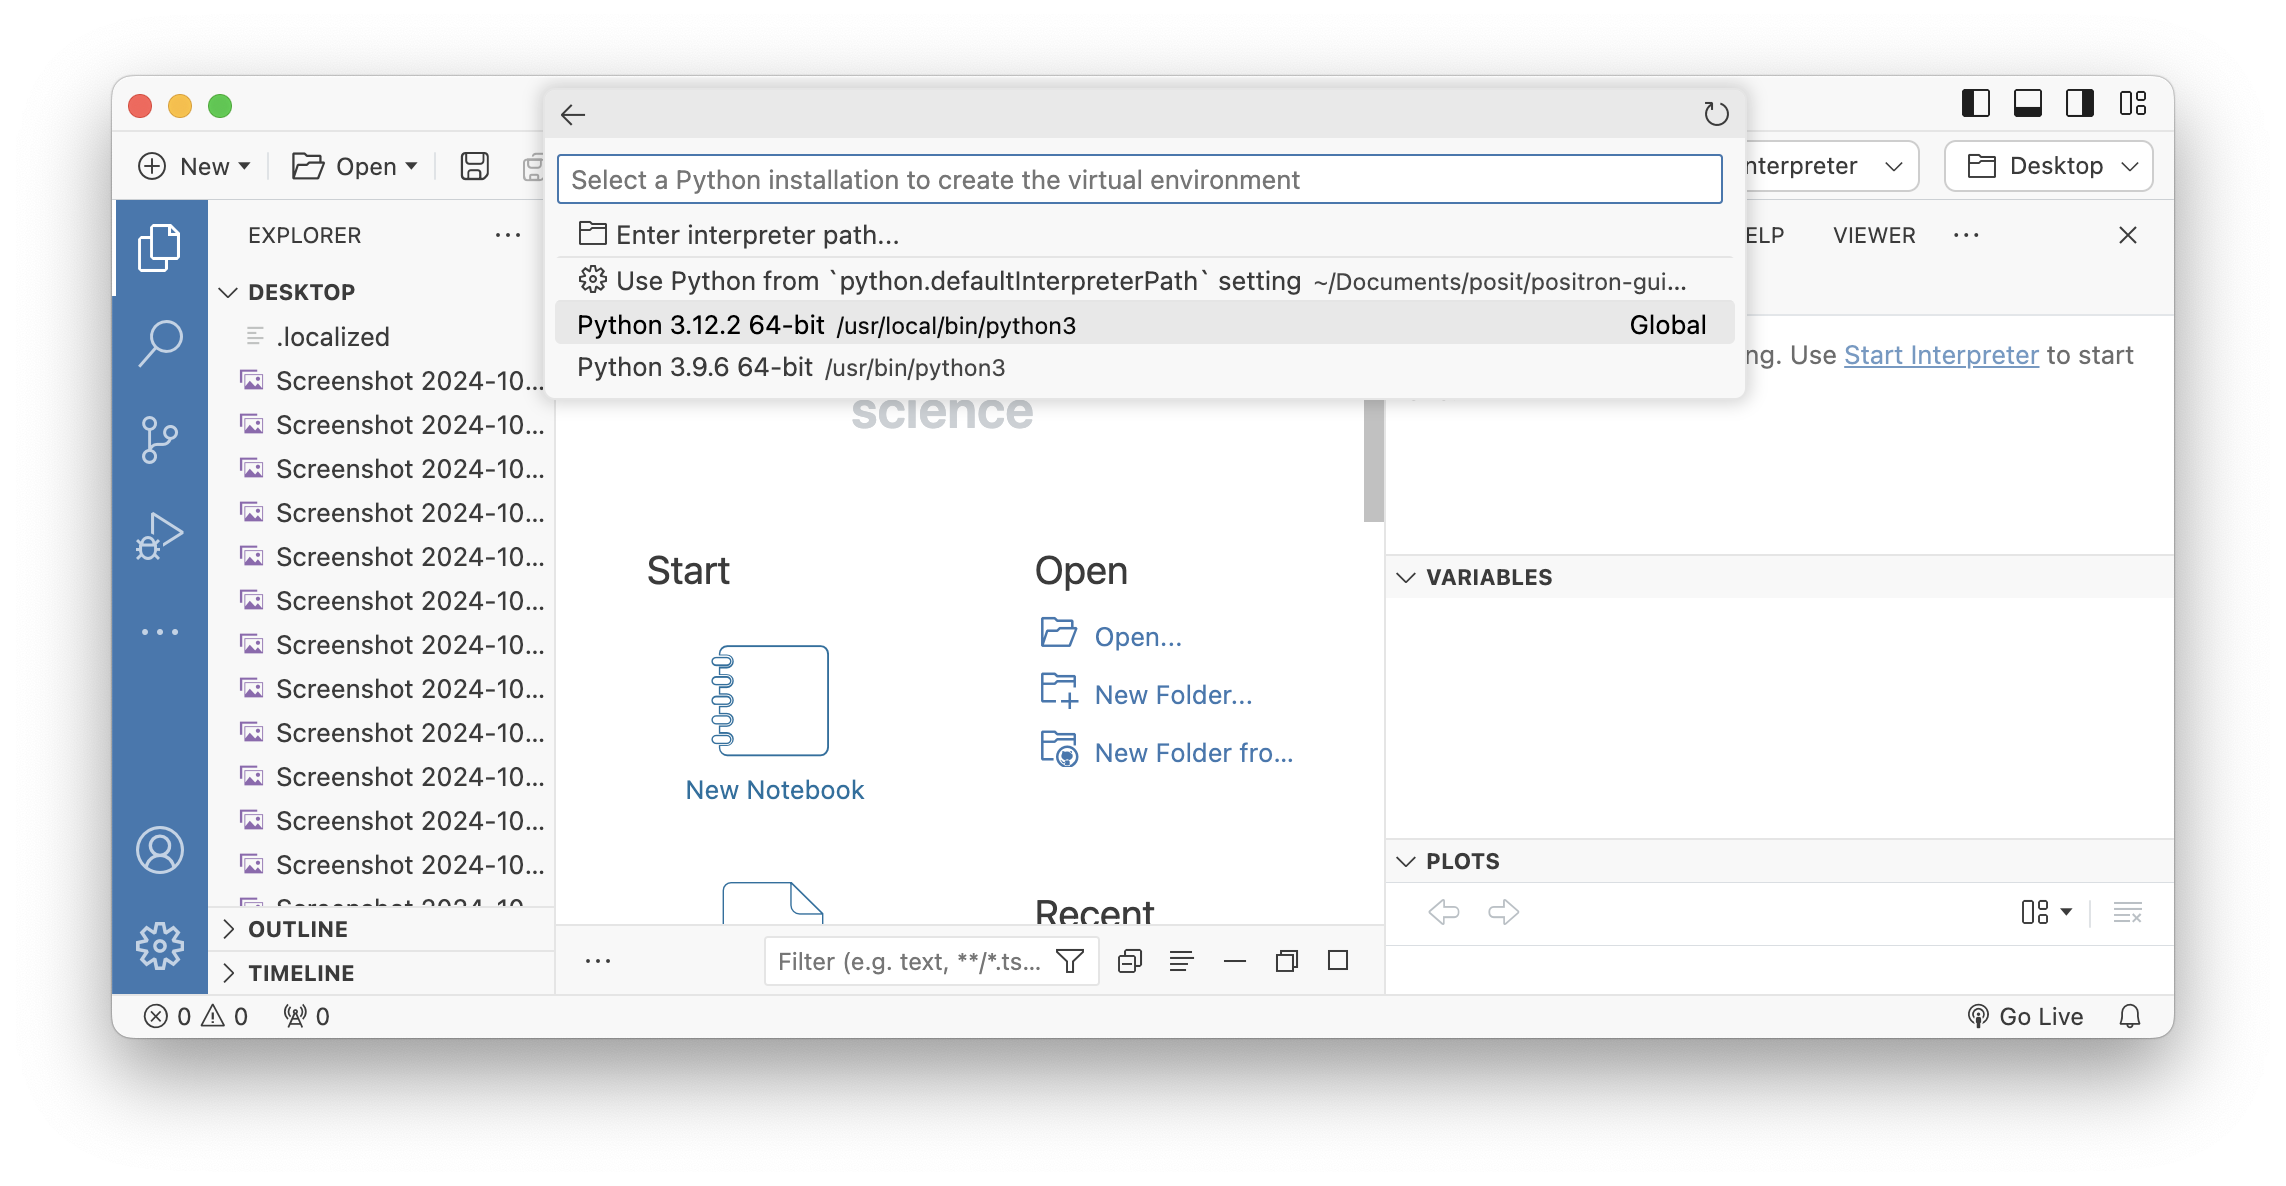 Select a Python installation to create the virtual environment
Enter interpreter path...
Use Python from `python.defaultInterpreterPath` setting ~/Documents/posit/positron-gui...
Python 3.12.2 64-bit /usr/local/bin/python3 Global
Python 3.9.6 64-bit /usr/bin/python3
New Open nterpreter Desktop
EXPLORER
DESKTOP
.localized
Screenshot 2024-10...
Screenshot 2024-10...
Screenshot 2024-10...
Screenshot 2024-10...
Screenshot 2024-10...
Screenshot 2024-10...
Screenshot 2024-10...
Screenshot 2024-10...
Screenshot 2024-10...
Screenshot 2024-10...
Screenshot 2024-10...
Screenshot 2024-10...
Screenshot 2024-10
OUTLINE
TIMELINE
science
Start
New Notebook
Open
Open...
New Folder...
New Folder fro...
Recent
Filter (e.g. text, **/*.ts...
ELP VIEWER
ng. Use Start Interpreter to start
VARIABLES
PLOTS
0 0 0
Go Live